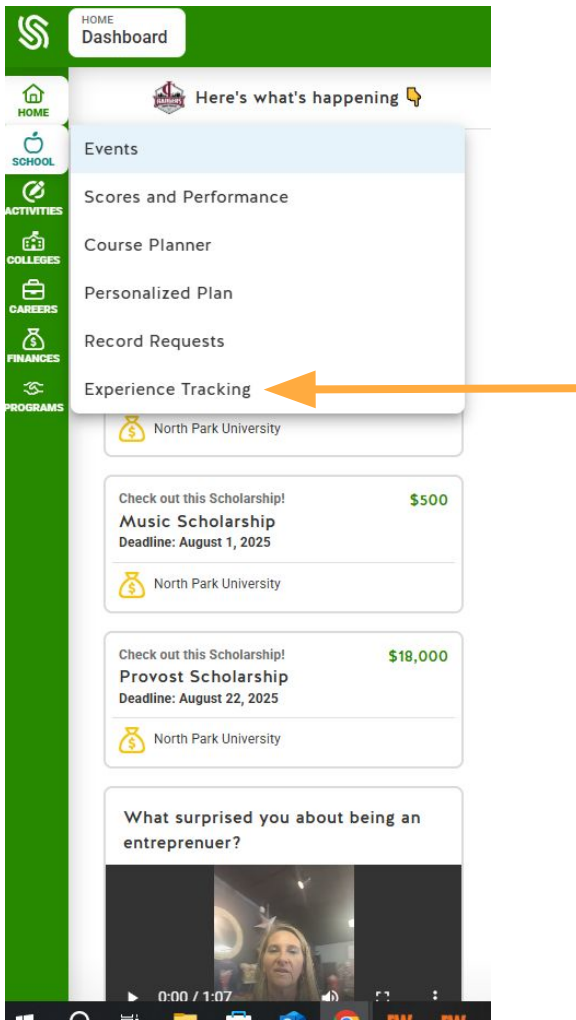 HOME
Dashboard
HOME
SCHOOL
ACTIVITIES
COLLEGES
CAREERS
FINANCES
PROGRAMS
Here's what's happening 👇
Events
Scores and Performance
Course Planner
Personalized Plan
Record Requests
Experience Tracking
North Park University
Check out this Scholarship! $500
Music Scholarship
Deadline: August 1, 2025
North Park University
Check out this Scholarship! $18,000
Provost Scholarship
Deadline: August 22, 2025
North Park University
What surprised you about being an
entreprenuer?
0:00 / 1:07